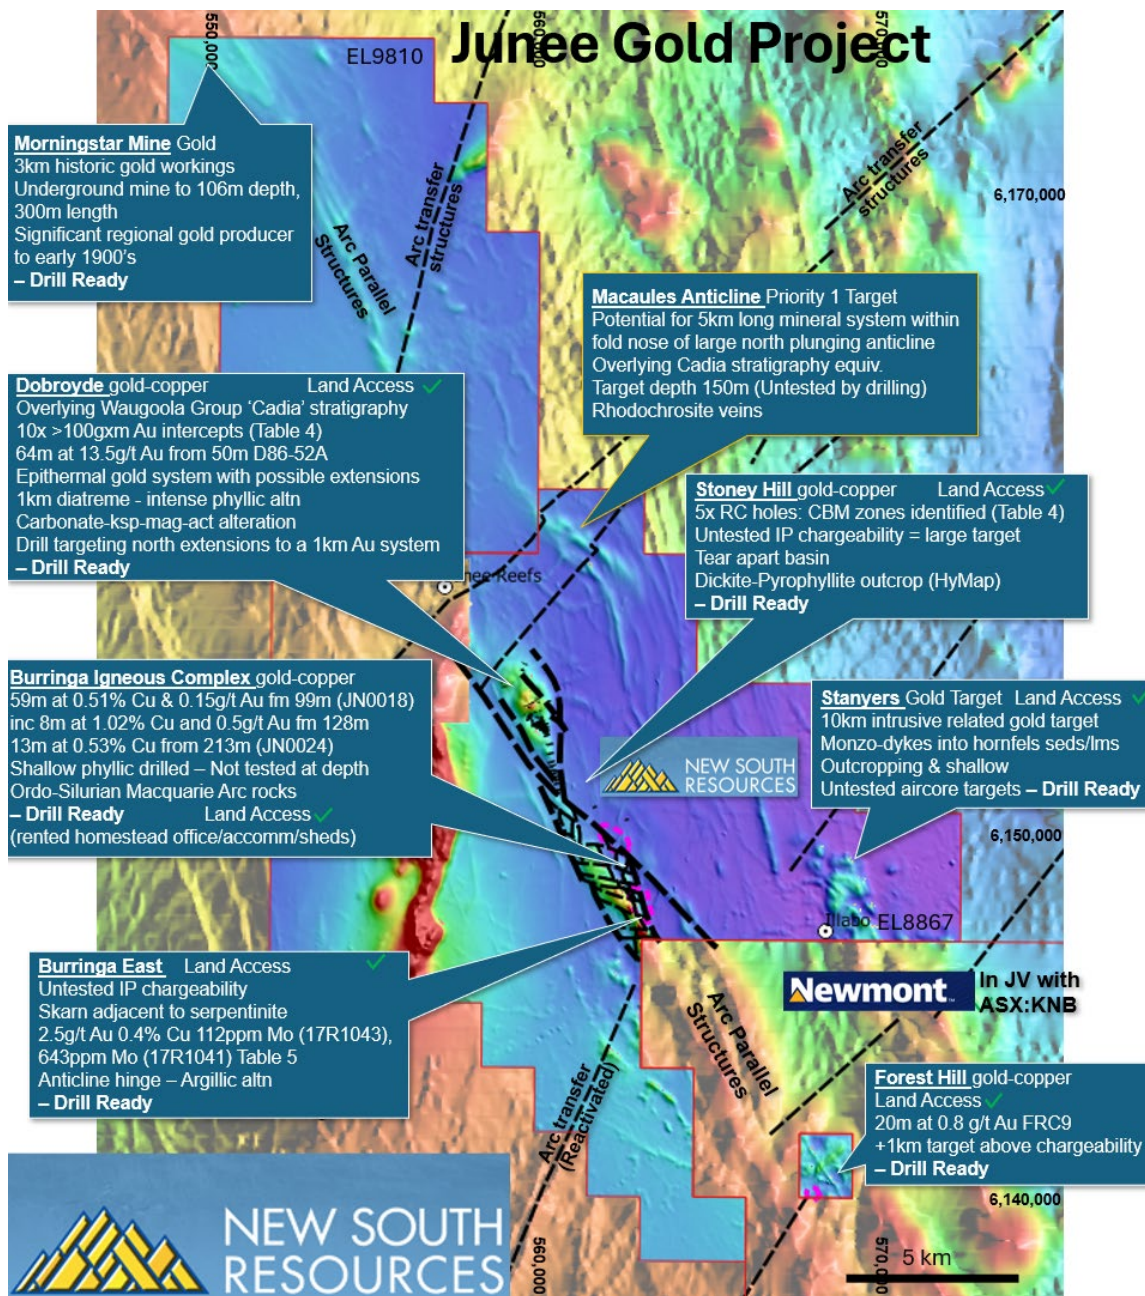 Junee Gold Project
550,000
560,000
570,000
EL9810
Morningstar Mine Gold
3km historic gold workings
Underground mine to 106m depth,
300m length
Significant regional gold producer
to early 1900's
– Drill Ready
Arc Parallel
Structures
Arc transfer
structures
Arc transfer
structures
6,170,000
Macaules Anticline Priority 1 Target
Potential for 5km long mineral system within
fold nose of large north plunging anticline
Overlying Cadia stratigraphy equiv.
Target depth 150m (Untested by drilling)
Rhodochrosite veins
Dobroyde gold-copper Land Access ✓
Overlying Waugoola Group 'Cadia' stratigraphy
10x >100gxm Au intercepts (Table 4)
64m at 13.5g/t Au from 50m D86-52A
Epithermal gold system with possible extensions
1km diatreme - intense phyllic altn
Carbonate-ksp-mag-act alteration
Drill targeting north extensions to a 1km Au system
– Drill Ready
Stoney Hill gold-copper Land Access ✓
5x RC holes: CBM zones identified (Table 4)
Untested IP chargeability = large target
Tear apart basin
Dickite-Pyrophyllite outcrop (HyMap)
– Drill Ready
Reefs
Burringa Igneous Complex gold-copper
59m at 0.51% Cu & 0.15g/t Au fm 99m (JN0018)
inc 8m at 1.02% Cu and 0.5g/t Au fm 128m
13m at 0.53% Cu from 213m (JN0024)
Shallow phyllic drilled – Not tested at depth
Ordo-Silurian Macquarie Arc rocks
– Drill Ready Land Access ✓
(rented homestead office/accomm/sheds)
NEW SOUTH
RESOURCES
Stanyers Gold Target Land Access ✓
10km intrusive related gold target
Monzo-dykes into hornfels seds/lms
Outcropping & shallow
Untested aircore targets – Drill Ready
6,150,000
Illabo
EL8867
Burringa East Land Access ✓
Untested IP chargeability
Skarn adjacent to serpentinite
2.5g/t Au 0.4% Cu 112ppm Mo (17R1043),
643ppm Mo (17R1041) Table 5
Anticline hinge – Argillic altn
– Drill Ready
Newmont™
In JV with
ASX:KNB
Arc Parallel
Structures
Arc transfer
(Reactivated)
Forest Hill gold-copper
Land Access ✓
20m at 0.8 g/t Au FRC9
+1km target above chargeability
– Drill Ready
6,140,000
NEW SOUTH
RESOURCES
560,000
570,000
5 km